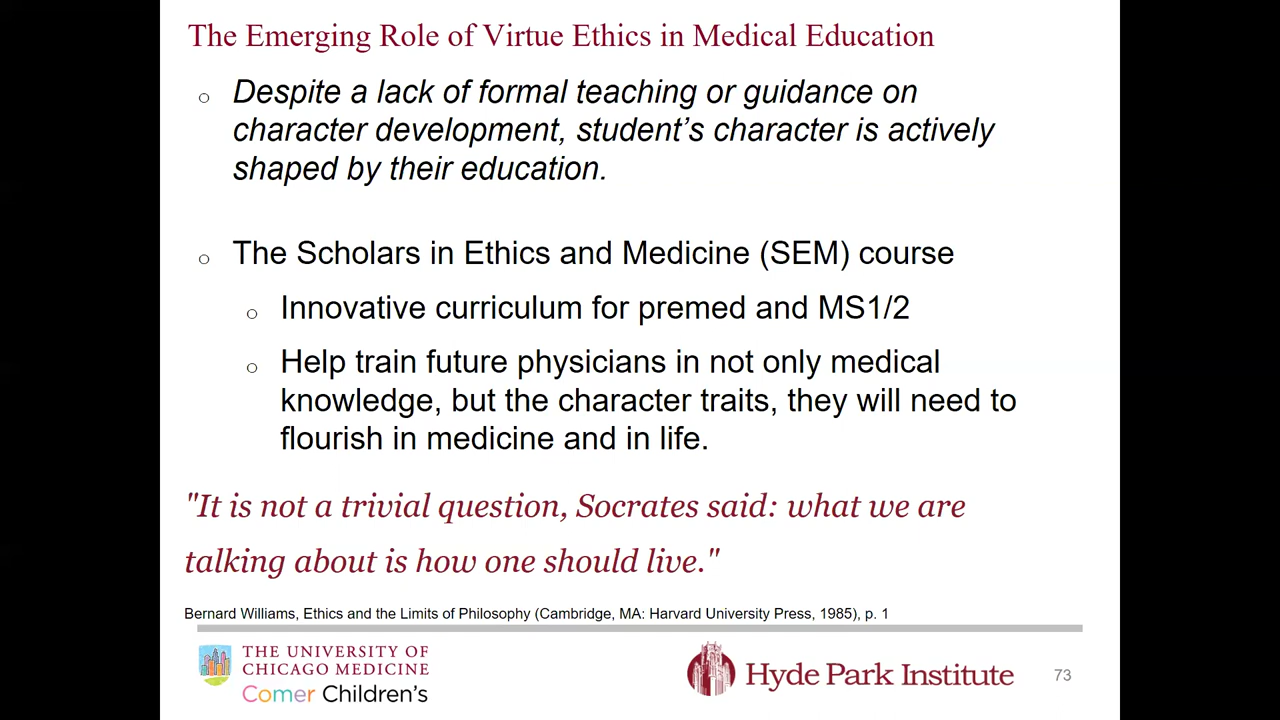 The Emerging Role of Virtue Ethics in Medical Education
○ Despite a lack of formal teaching or guidance on
character development, student's character is actively
shaped by their education.
○ The Scholars in Ethics and Medicine (SEM) course
○ Innovative curriculum for premed and MS1/2
○ Help train future physicians in not only medical
knowledge, but the character traits, they will need to
flourish in medicine and in life.
"It is not a trivial question, Socrates said: what we are
talking about is how one should live."
Bernard Williams, Ethics and the Limits of Philosophy (Cambridge, MA: Harvard University Press, 1985), p. 1
THE UNIVERSITY OF
CHICAGO MEDICINE
Comer Children's
Hyde Park Institute
73